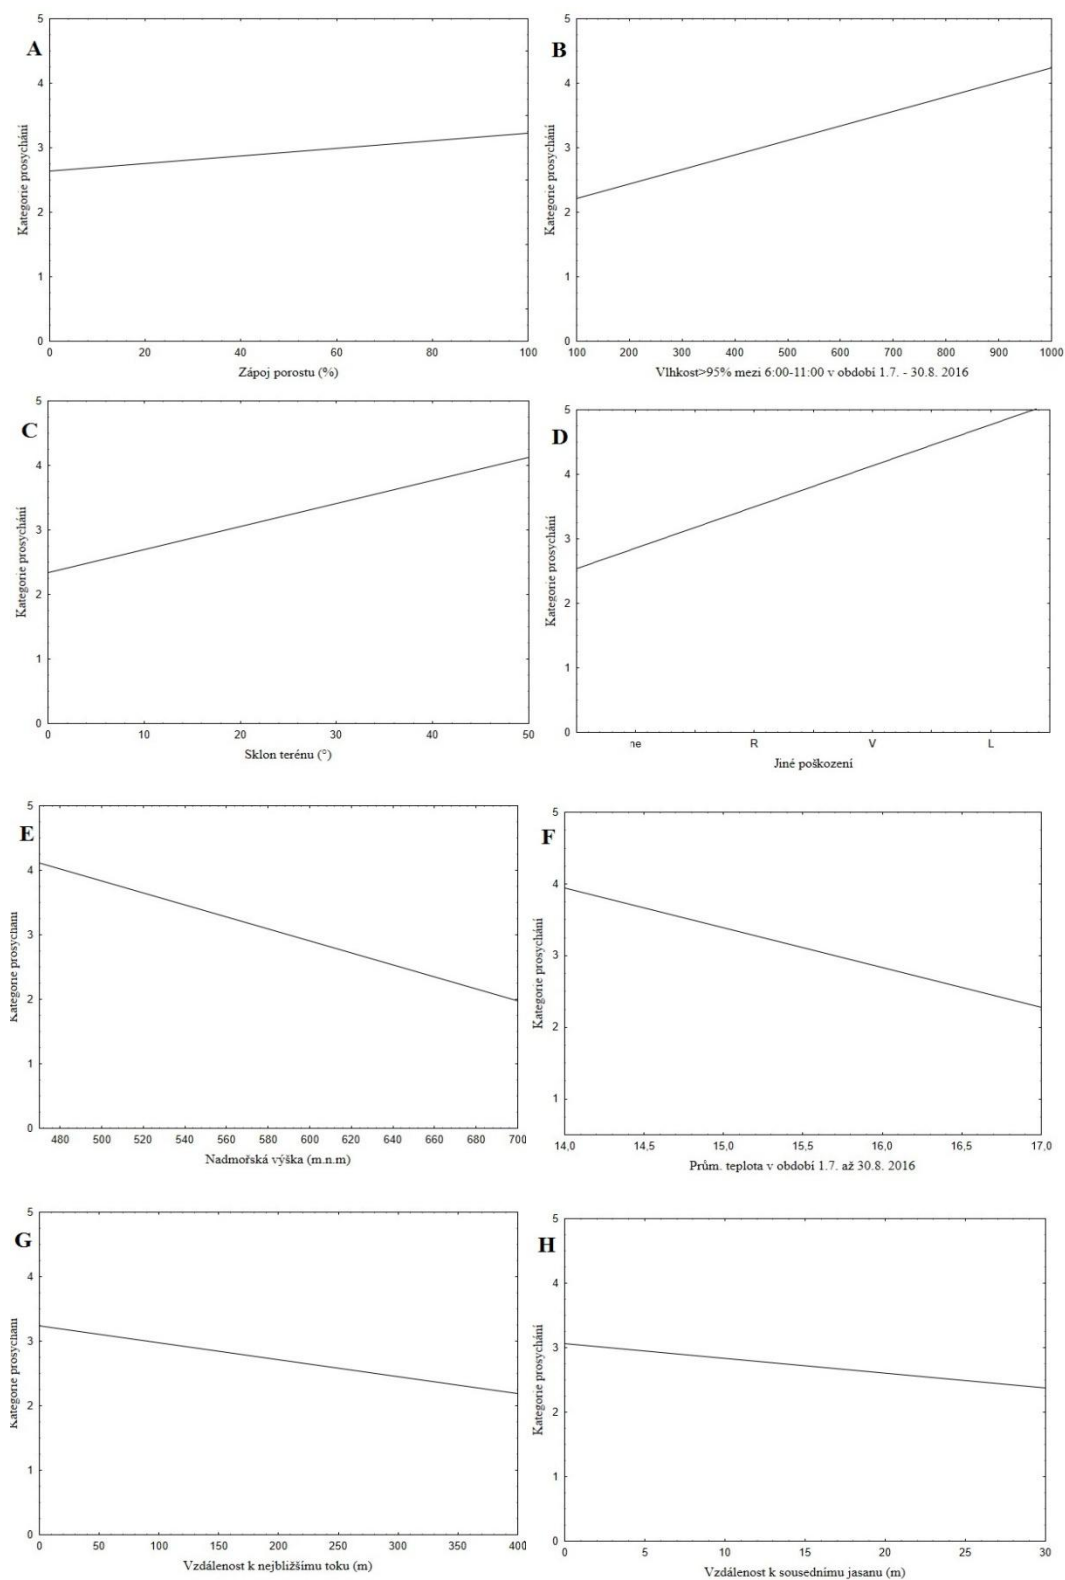 A
Kategorie prosychání
5
4
3
2
1
0
0 20 40 60 80 100
Zápoj porostu (%)
B
Kategorie prosychání
5
4
3
2
1
0
100 200 300 400 500 600 700 800 900 1000
Vlhkost>95% mezi 6:00-11:00 v období 1.7. - 30.8. 2016
C
Kategorie prosychání
5
4
3
2
1
0
0 10 20 30 40 50
Sklon terénu (°)
D
Kategorie prosychání
5
4
3
2
1
0
ne R V L
Jiné poškození
E
Kategorie prosychání
5
4
3
2
1
0
480 500 520 540 560 580 600 620 640 660 680 700
Nadmořská výška (m.n.m)
F
Kategorie prosychání
5
4
3
2
1
14,0 14,5 15,0 15,5 16,0 16,5 17,0
Prům. teplota v období 1.7. až 30.8. 2016
G
Kategorie prosychání
5
4
3
2
1
0
0 50 100 150 200 250 300 350 400
Vzdálenost k nejbližšímu toku (m)
H
Kategorie prosychání
5
4
3
2
1
0
0 5 10 15 20 25 30
Vzdálenost k sousednímu jasanu (m)